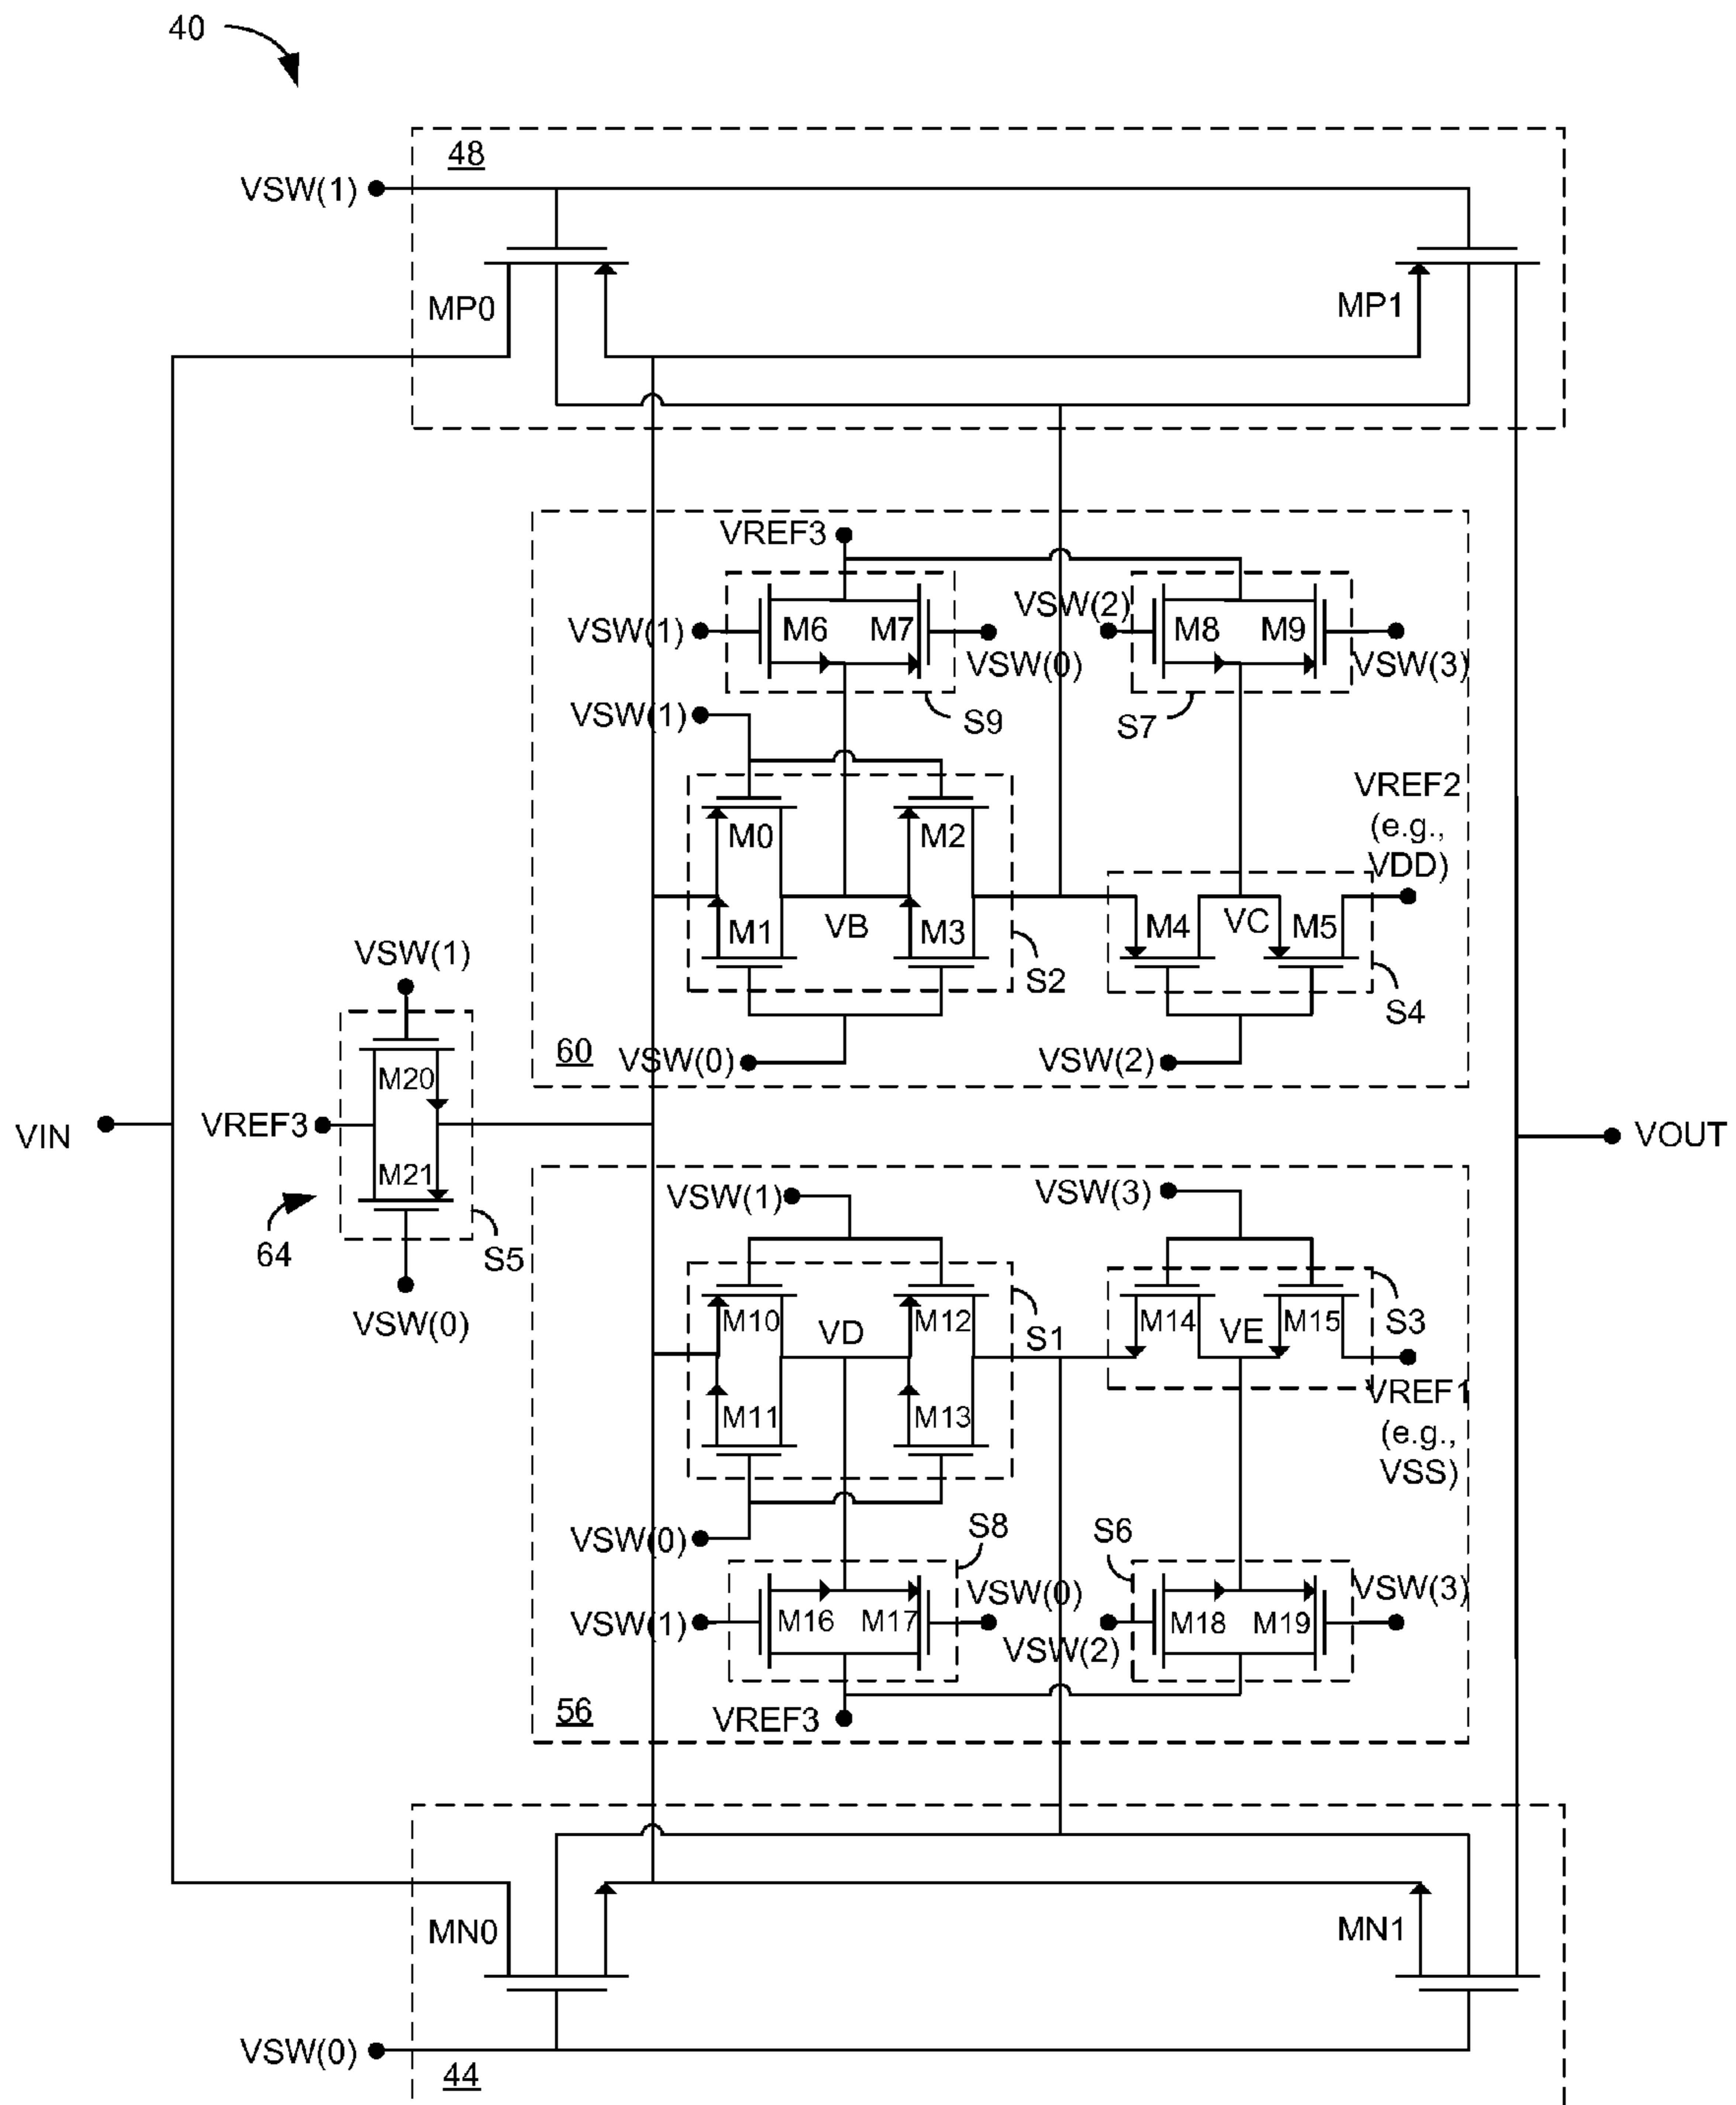 40
48
VSW(1)
MP0
MP1
VREF3
VSW(2)
VSW(1)
M6
M7
M8
M9
VSW(0)
VSW(3)
VSW(1)
S9
S7
VREF2
(e.g.,
VDD)
M0
M2
M1
VB
M3
M4
VC
M5
S2
S4
VSW(1)
60
VSW(0)
VSW(2)
M20
VIN
VREF3
VOUT
M21
64
S5
VSW(0)
VSW(1)
VSW(3)
M10
VD
M12
S1
M14
VE
M15
S3
M11
M13
VREF1
(e.g.,
VSS)
VSW(0)
S8
S6
VSW(0)
VSW(3)
VSW(1)
M16
M17
M18
M19
VSW(2)
56
VREF3
MN0
MN1
VSW(0)
44